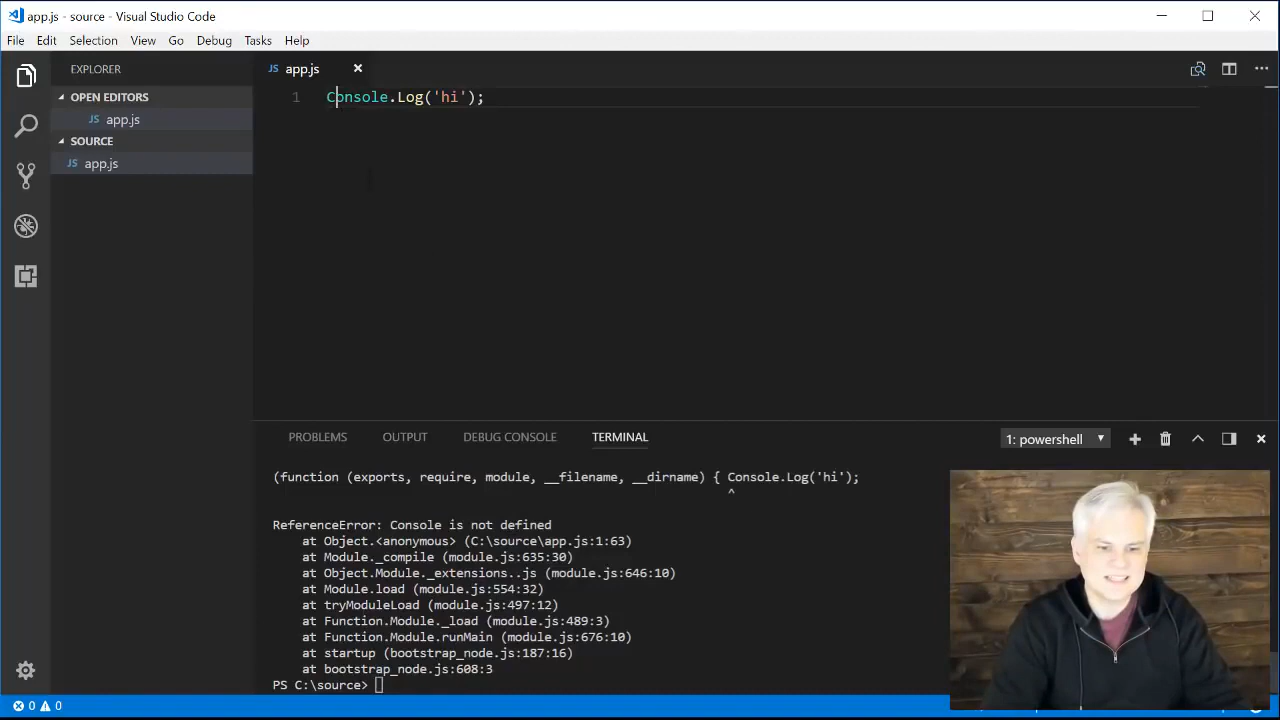 app.js - source - Visual Studio Code
File Edit Selection View Go Debug Tasks Help
EXPLORER
JS app.js
OPEN EDITORS
1 Console.Log('hi');
JS app.js
SOURCE
JS app.js
PROBLEMS OUTPUT DEBUG CONSOLE TERMINAL
1: powershell
(function (exports, require, module, __filename, __dirname) { Console.Log('hi');
^
ReferenceError: Console is not defined
at Object.<anonymous> (C:\source\app.js:1:63)
at Module._compile (module.js:635:30)
at Object.Module._extensions..js (module.js:646:10)
at Module.load (module.js:554:32)
at tryModuleLoad (module.js:497:12)
at Function.Module._load (module.js:489:3)
at Function.Module.runMain (module.js:676:10)
at startup (bootstrap_node.js:187:16)
at bootstrap_node.js:608:3
PS C:\source>
0 0